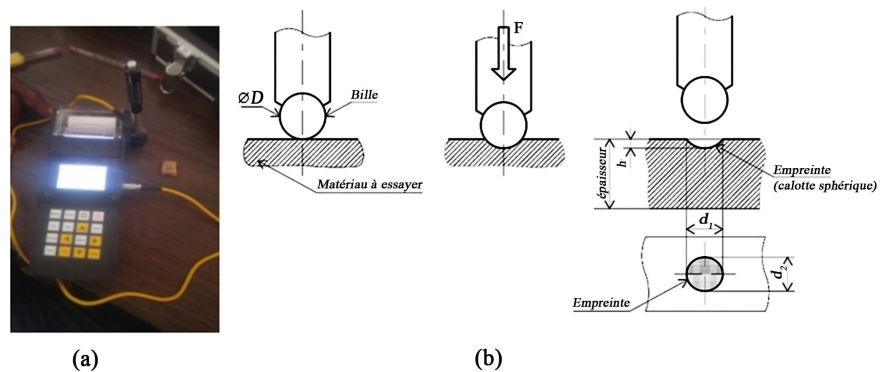 F
ØD
Bille
Matériau à essayer
épaisseur
h
Empreinte
(calotte sphérique)
d₁
d₂
Empreinte
(a)
(b)